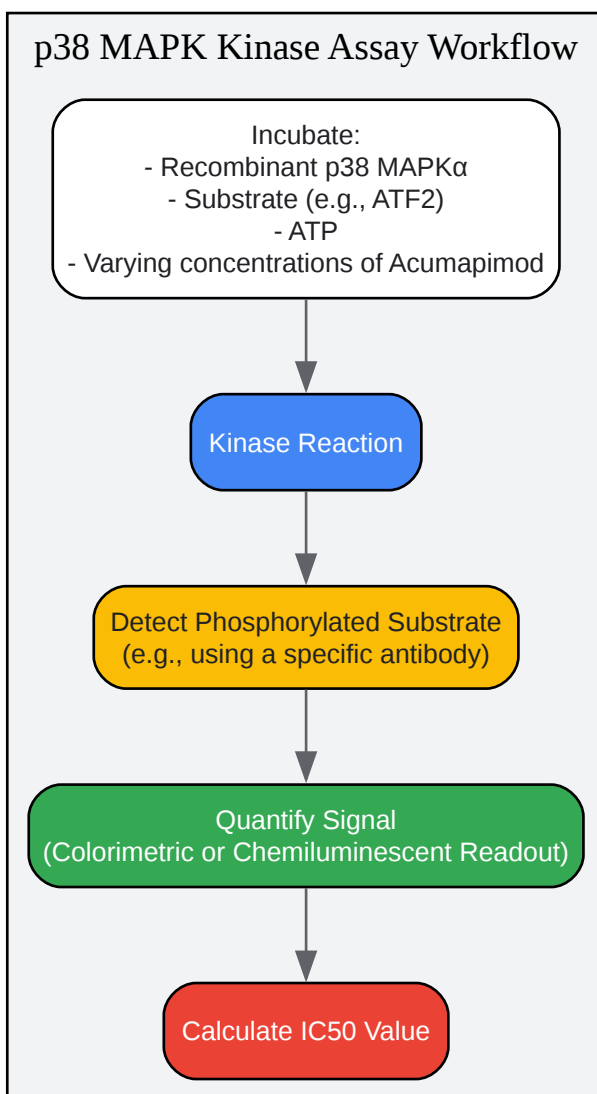 p38 MAPK Kinase Assay Workflow
Incubate:
- Recombinant p38 MAPKα
- Substrate (e.g., ATF2)
- ATP
- Varying concentrations of Acumapimod
Kinase Reaction
Detect Phosphorylated Substrate
(e.g., using a specific antibody)
Quantify Signal
(Colorimetric or Chemiluminescent Readout)
Calculate IC50 Value